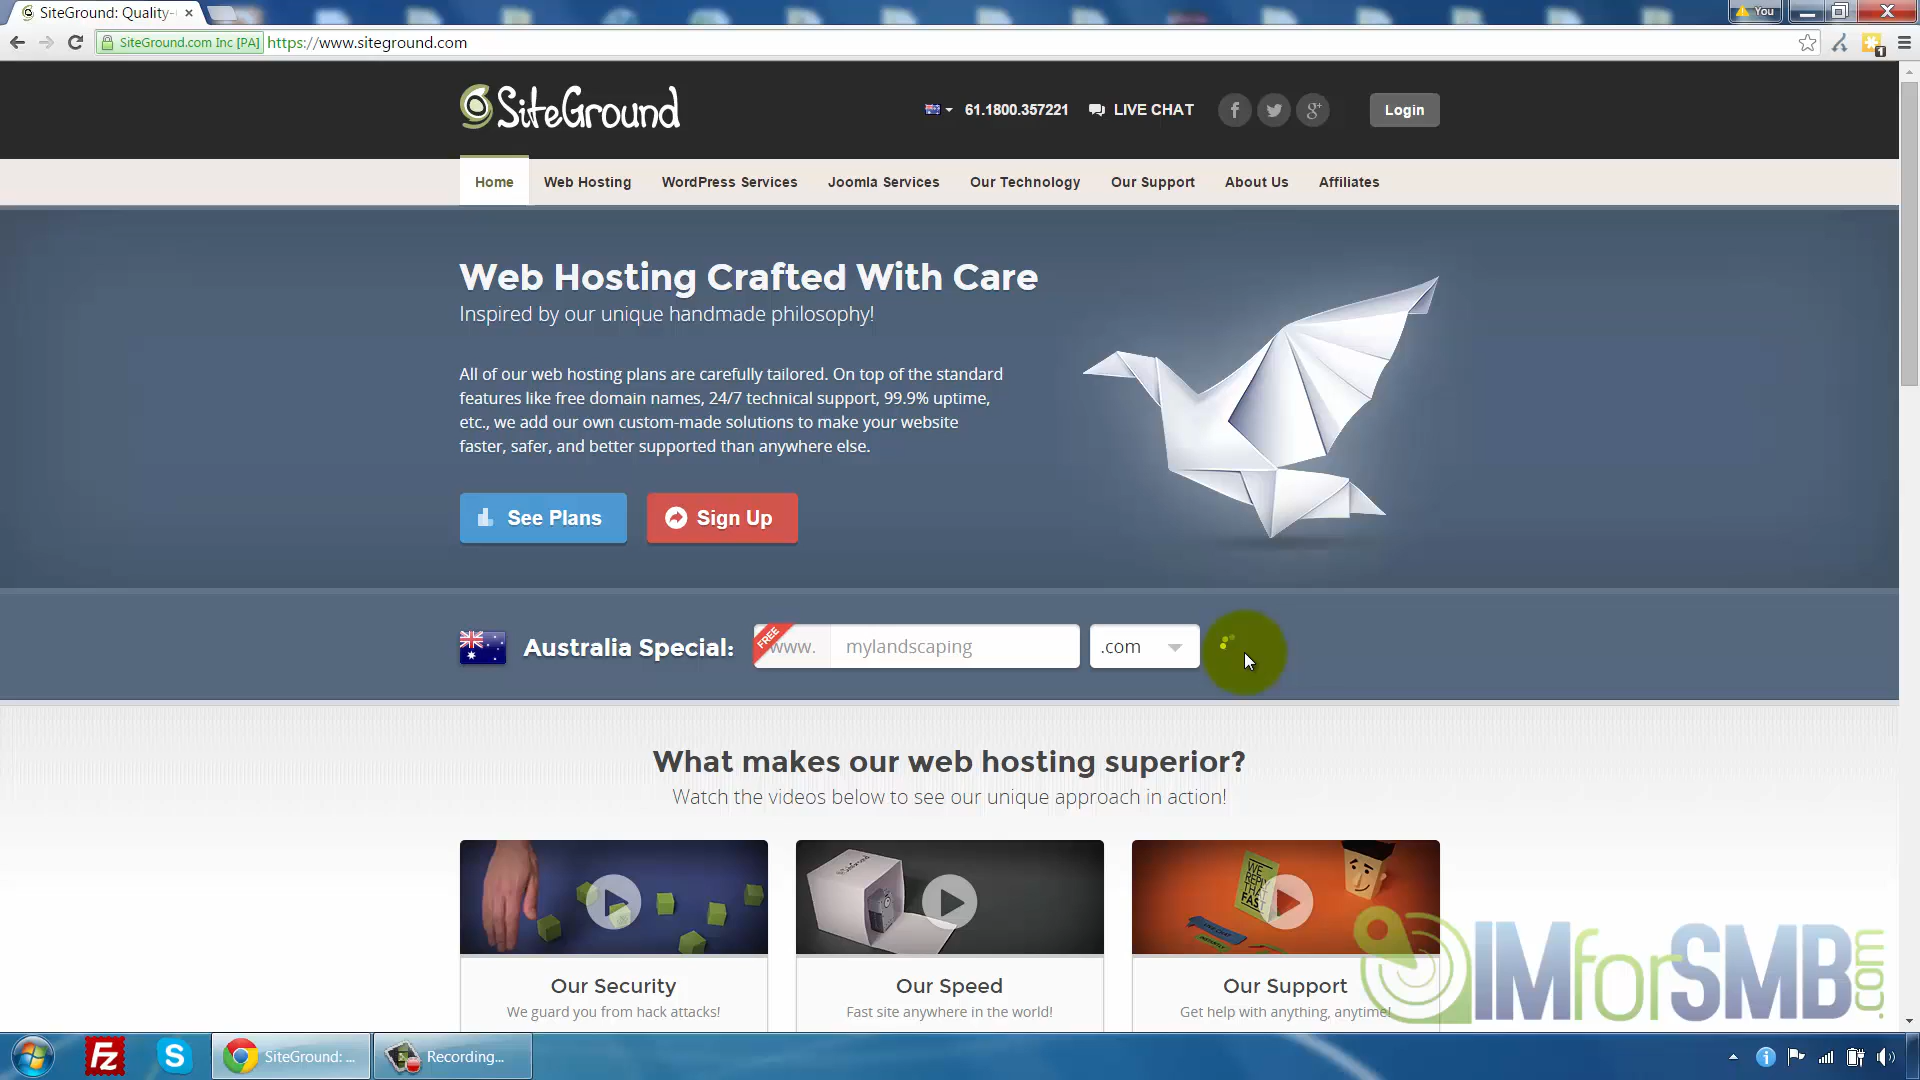 SiteGround: Quality-
You
SiteGround.com Inc [PA]
https://www.siteground.com
1
SiteGround
61.1800.357221
LIVE CHAT
Login
Home
Web Hosting
WordPress Services
Joomla Services
Our Technology
Our Support
About Us
Affiliates
Web Hosting Crafted With Care
Inspired by our unique handmade philosophy!
All of our web hosting plans are carefully tailored. On top of the standard
features like free domain names, 24/7 technical support, 99.9% uptime,
etc., we add our own custom-made solutions to make your website
faster, safer, and better supported than anywhere else.
See Plans
Sign Up
Australia Special:
FREE
www.
mylandscaping
.com
What makes our web hosting superior?
Watch the videos below to see our unique approach in action!
SiteGround
WE
REPLY
THAT
FAST
Our Security
We guard you from hack attacks!
Our Speed
Fast site anywhere in the world!
Our Support
Get help with anything, anytime!
IMforSMB.com
SiteGround: ...
Recording...